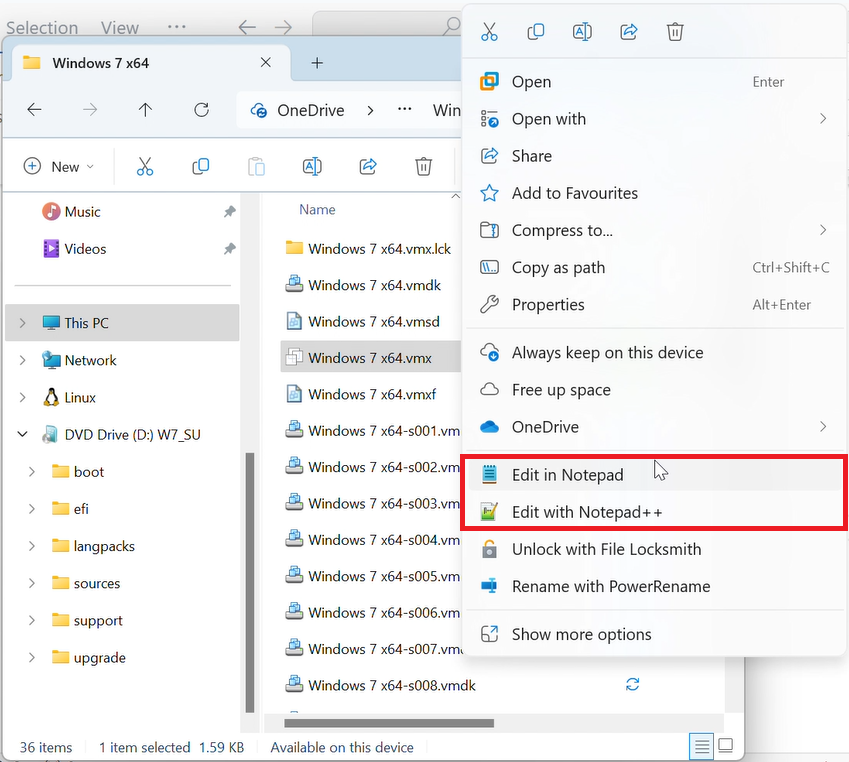 Selection View ...
Windows 7 x64
OneDrive > ... Win
New
Music
Videos
This PC
Network
Linux
DVD Drive (D:) W7_SU
boot
efi
langpacks
sources
support
upgrade
Name
Windows 7 x64.vmx.lck
Windows 7 x64.vmdk
Windows 7 x64.vmsd
Windows 7 x64.vmx
Windows 7 x64.vmxf
Windows 7 x64-s001.vm
Windows 7 x64-s002.vm
Windows 7 x64-s003.vm
Windows 7 x64-s004.vm
Windows 7 x64-s005.vm
Windows 7 x64-s006.vm
Windows 7 x64-s007.vm
Windows 7 x64-s008.vmdk
Open Enter
Open with
Share
Add to Favourites
Compress to...
Copy as path Ctrl+Shift+C
Properties Alt+Enter
Always keep on this device
Free up space
OneDrive
Edit in Notepad
Edit with Notepad++
Unlock with File Locksmith
Rename with PowerRename
Show more options
36 items 1 item selected 1.59 KB Available on this device